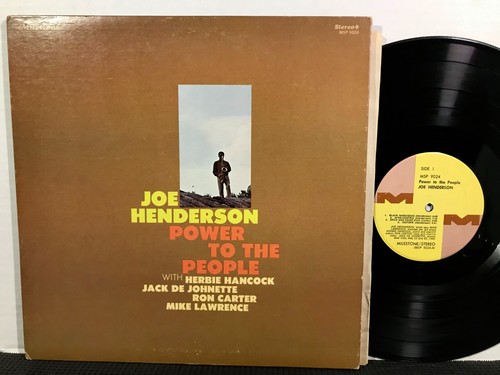 Stereo
MSP 9024
JOE
HENDERSON
POWER
TO THE
PEOPLE
WITH HERBIE HANCOCK
JACK DE JOHNETTE
RON CARTER
MIKE LAWRENCE
SIDE 1
MSP 9024
Power to the People
JOE HENDERSON
M M
MILESTONE/STEREO